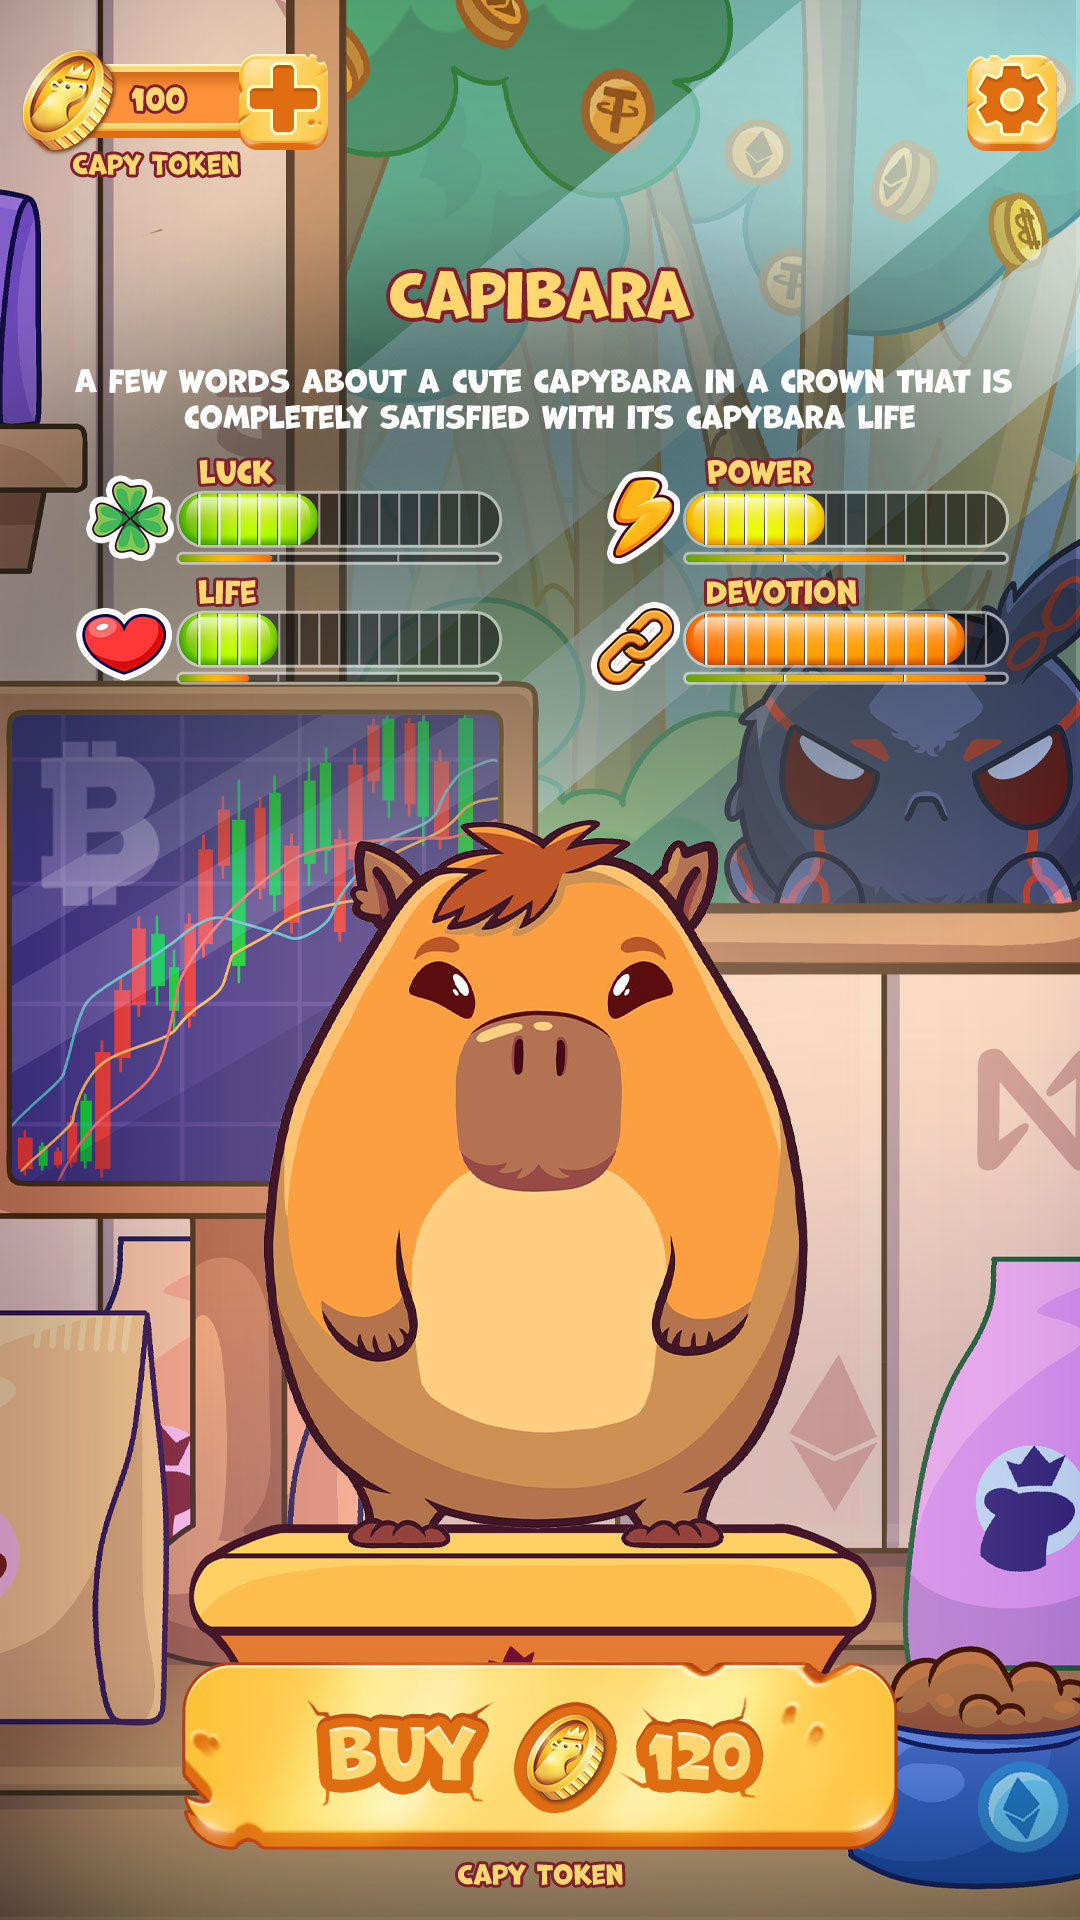 100
CAPY TOKEN
CAPIBARA
A FEW WORDS ABOUT A CUTE CAPYBARA IN A CROWN THAT IS
COMPLETELY SATISFIED WITH ITS CAPYBARA LIFE
LUCK
POWER
LIFE
DEVOTION
BUY 120
CAPY TOKEN